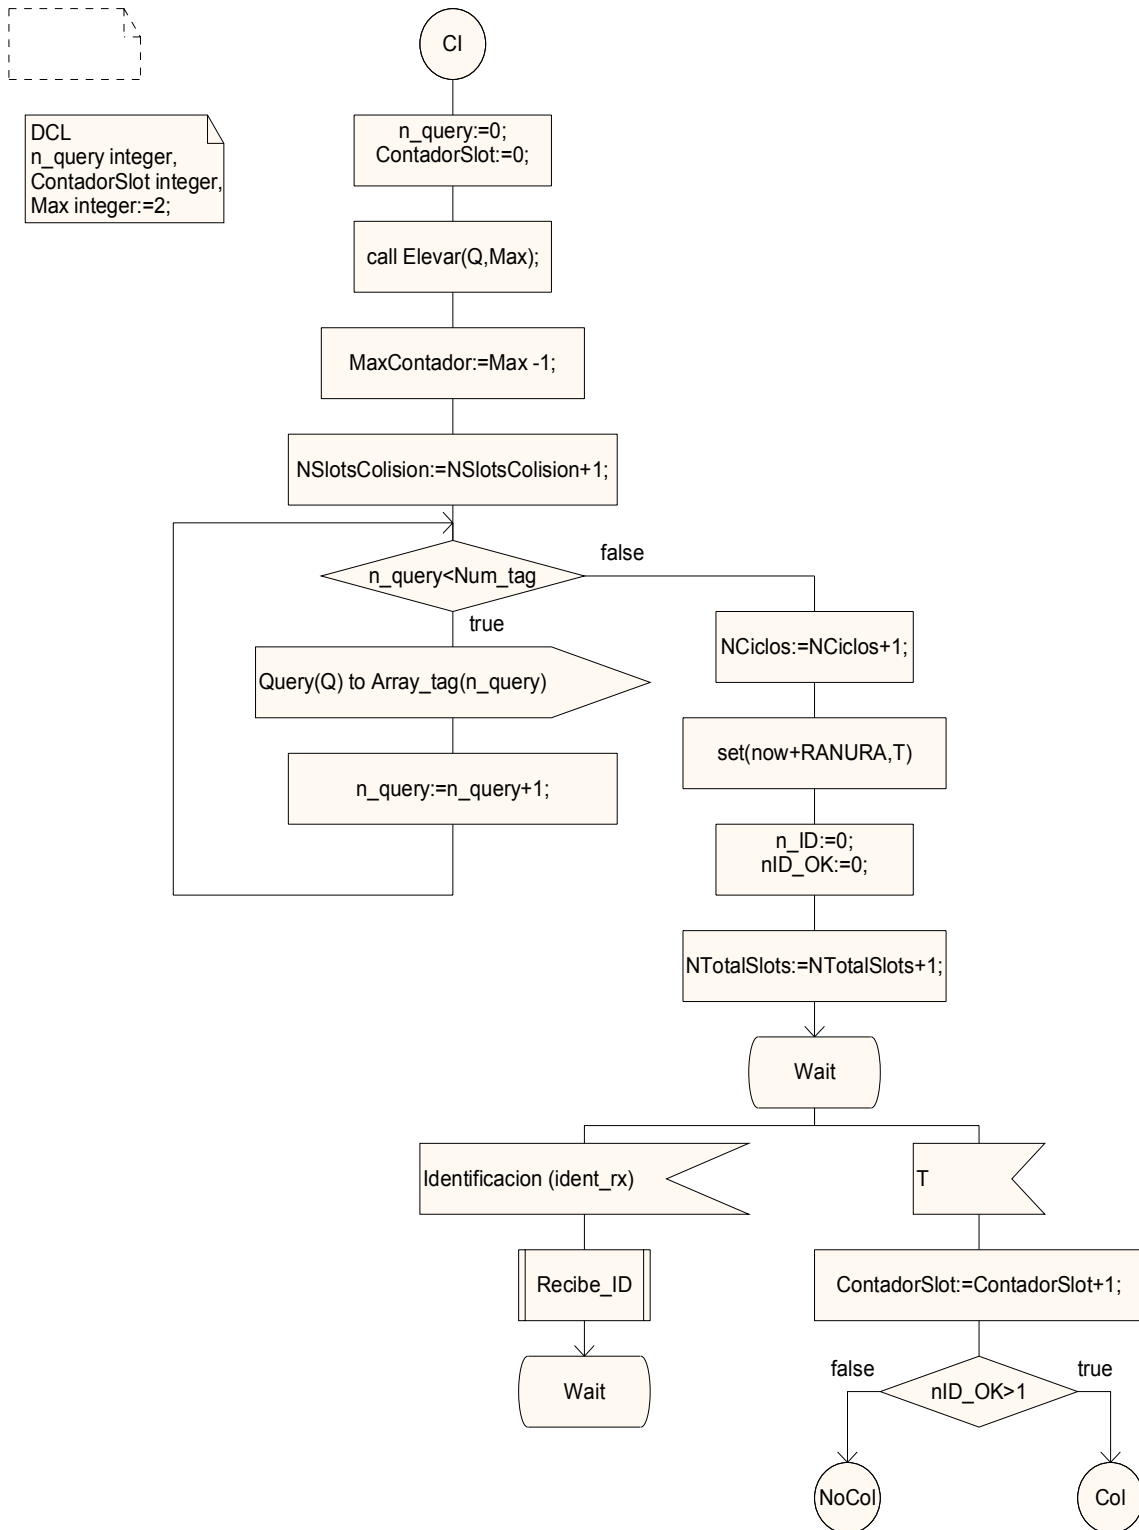 CI
DCL
n_query integer,
ContadorSlot integer,
Max integer:=2;
n_query:=0;
ContadorSlot:=0;
call Elevar(Q,Max);
MaxContador:=Max -1;
NSlotsColision:=NSlotsColision+1;
n_query<Num_tag
false
true
Query(Q) to Array_tag(n_query)
n_query:=n_query+1;
NCiclos:=NCiclos+1;
set(now+RANURA,T)
n_ID:=0;
nID_OK:=0;
NTotalSlots:=NTotalSlots+1;
Wait
Identificacion (ident_rx)
T
Recibe_ID
ContadorSlot:=ContadorSlot+1;
Wait
false
true
nID_OK>1
NoCol
Col